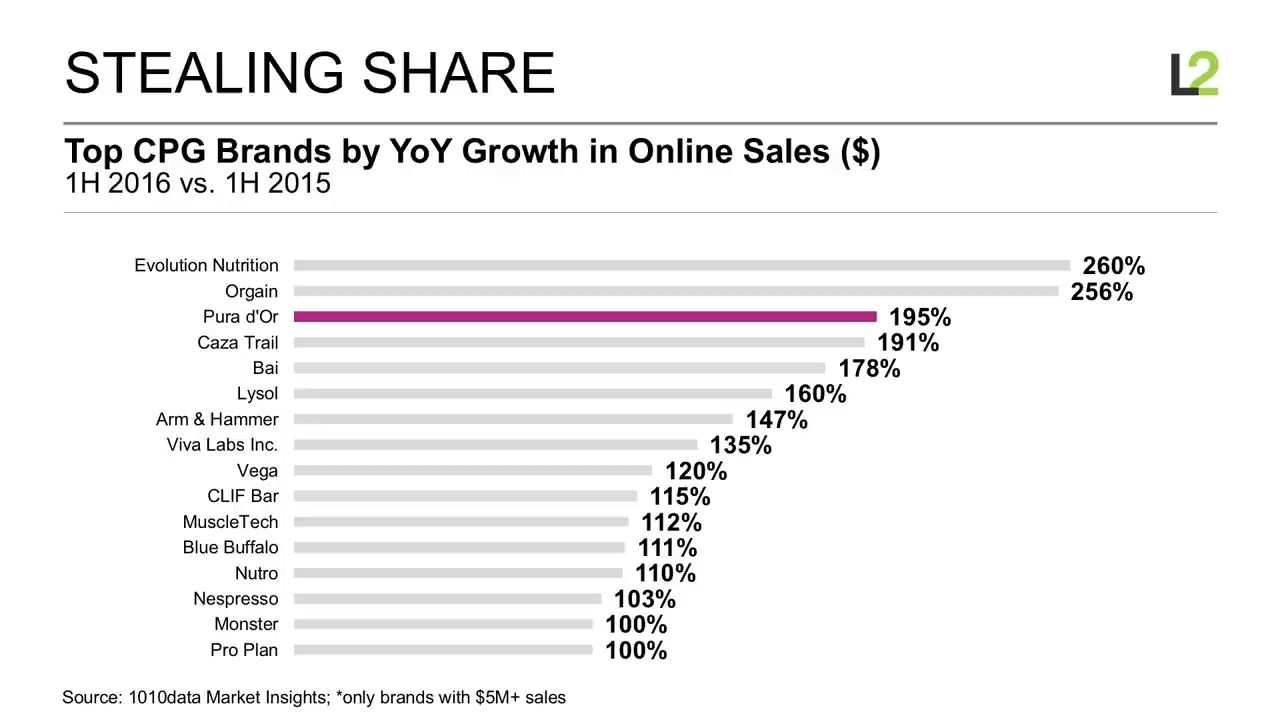 STEALING SHARE
L2
Top CPG Brands by YoY Growth in Online Sales ($)
1H 2016 vs. 1H 2015
Evolution Nutrition 260%
Orgain 256%
Pura d'Or 195%
Caza Trail 191%
Bai 178%
Lysol 160%
Arm & Hammer 147%
Viva Labs Inc. 135%
Vega 120%
CLIF Bar 115%
MuscleTech 112%
Blue Buffalo 111%
Nutro 110%
Nespresso 103%
Monster 100%
Pro Plan 100%
Source: 1010data Market Insights; *only brands with $5M+ sales